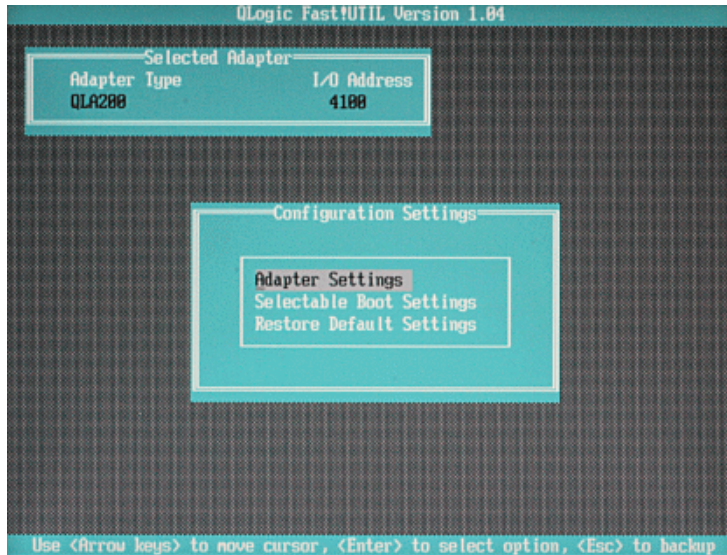 QLogic Fast!UTIL Version 1.04
Selected Adapter
Adapter Type I/O Address
QLA200 4100
Configuration Settings
Adapter Settings
Selectable Boot Settings
Restore Default Settings
Use <Arrow keys> to move cursor, <Enter> to select option, <Esc> to backup